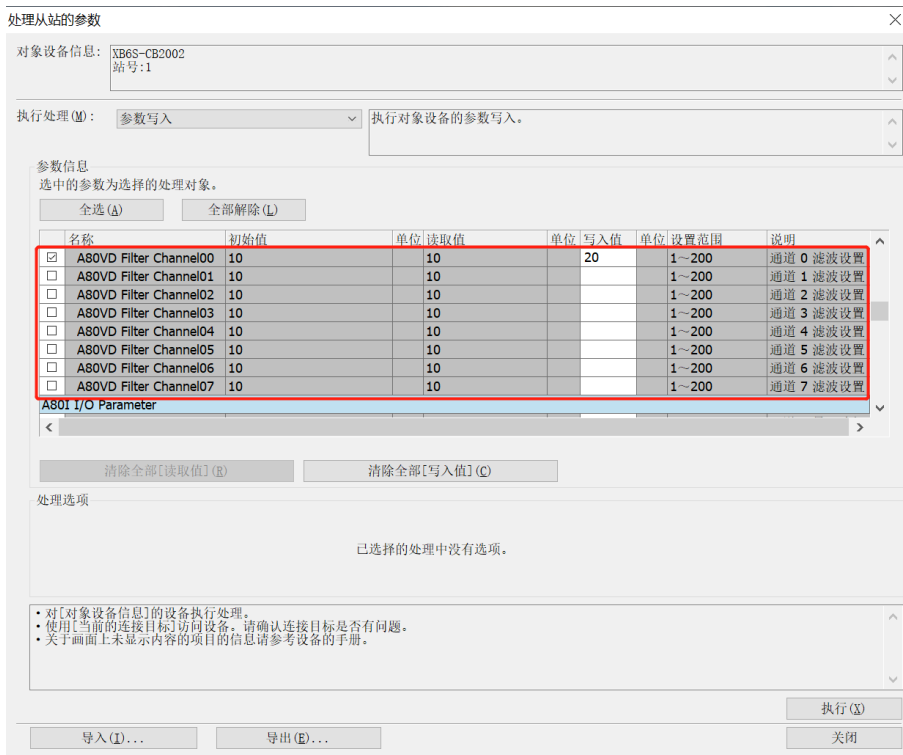 处理从站的参数
对象设备信息: XB6S-CB2002
站号:1
执行处理(M): 参数写入 执行对象设备的参数写入。
参数信息
选中的参数为选择的处理对象。
全选(A) 全部解除(L)
名称 初始值 单位 读取值 单位 写入值 单位 设置范围 说明
A80VD Filter Channel00 10 10 20 1~200 通道 0 滤波设置
A80VD Filter Channel01 10 10 1~200 通道 1 滤波设置
A80VD Filter Channel02 10 10 1~200 通道 2 滤波设置
A80VD Filter Channel03 10 10 1~200 通道 3 滤波设置
A80VD Filter Channel04 10 10 1~200 通道 4 滤波设置
A80VD Filter Channel05 10 10 1~200 通道 5 滤波设置
A80VD Filter Channel06 10 10 1~200 通道 6 滤波设置
A80VD Filter Channel07 10 10 1~200 通道 7 滤波设置
A80I I/O Parameter
清除全部[读取值](R) 清除全部[写入值](C)
处理选项
已选择的处理中没有选项。
・对[对象设备信息]的设备执行处理。
・使用[当前的连接目标]访问设备。请确认连接目标是否有问题。
・关于画面上未显示内容的项目的信息请参考设备的手册。
执行(X)
导入(I)... 导出(E)... 关闭